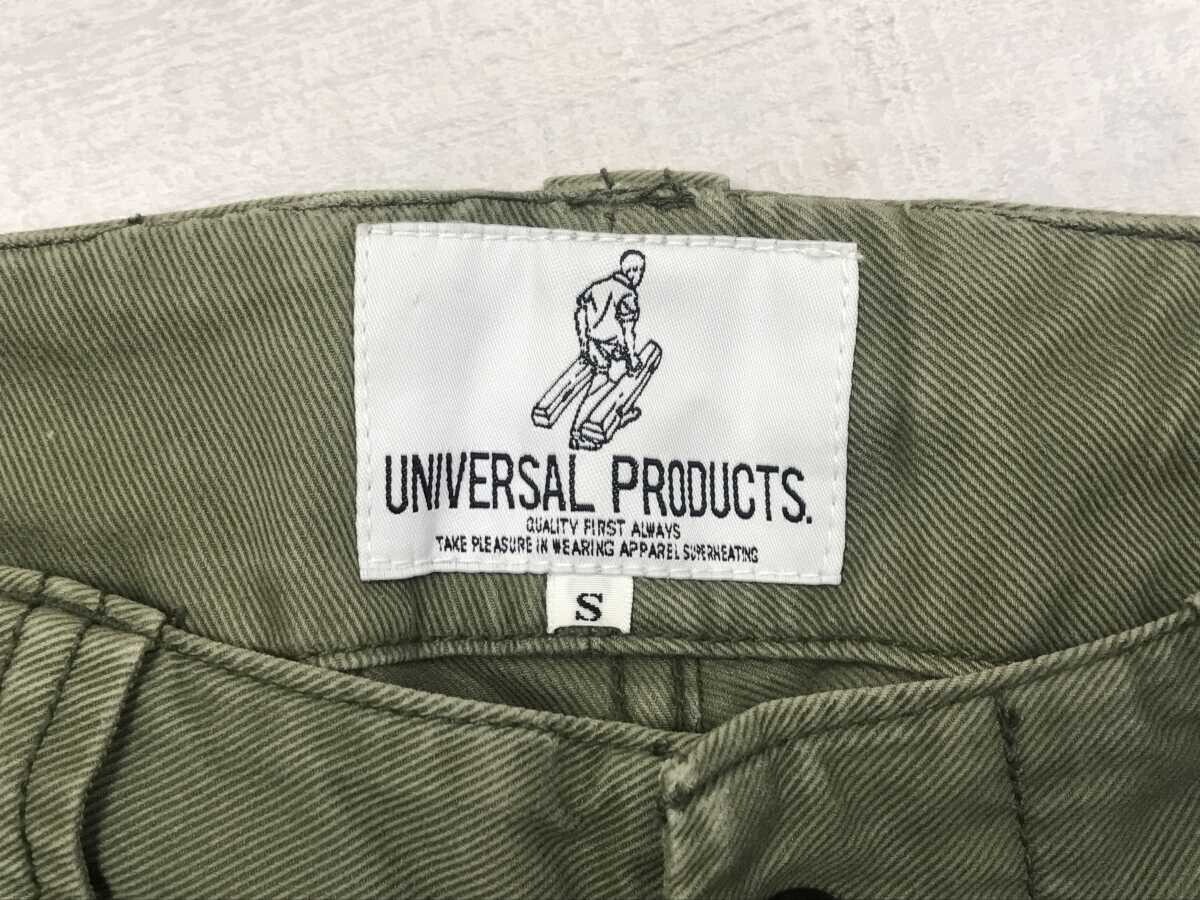 UNIVERSAL PRODUCTS.
QUALITY FIRST ALWAYS
TAKE PLEASURE IN WEARING APPAREL SUPERHEATING
S